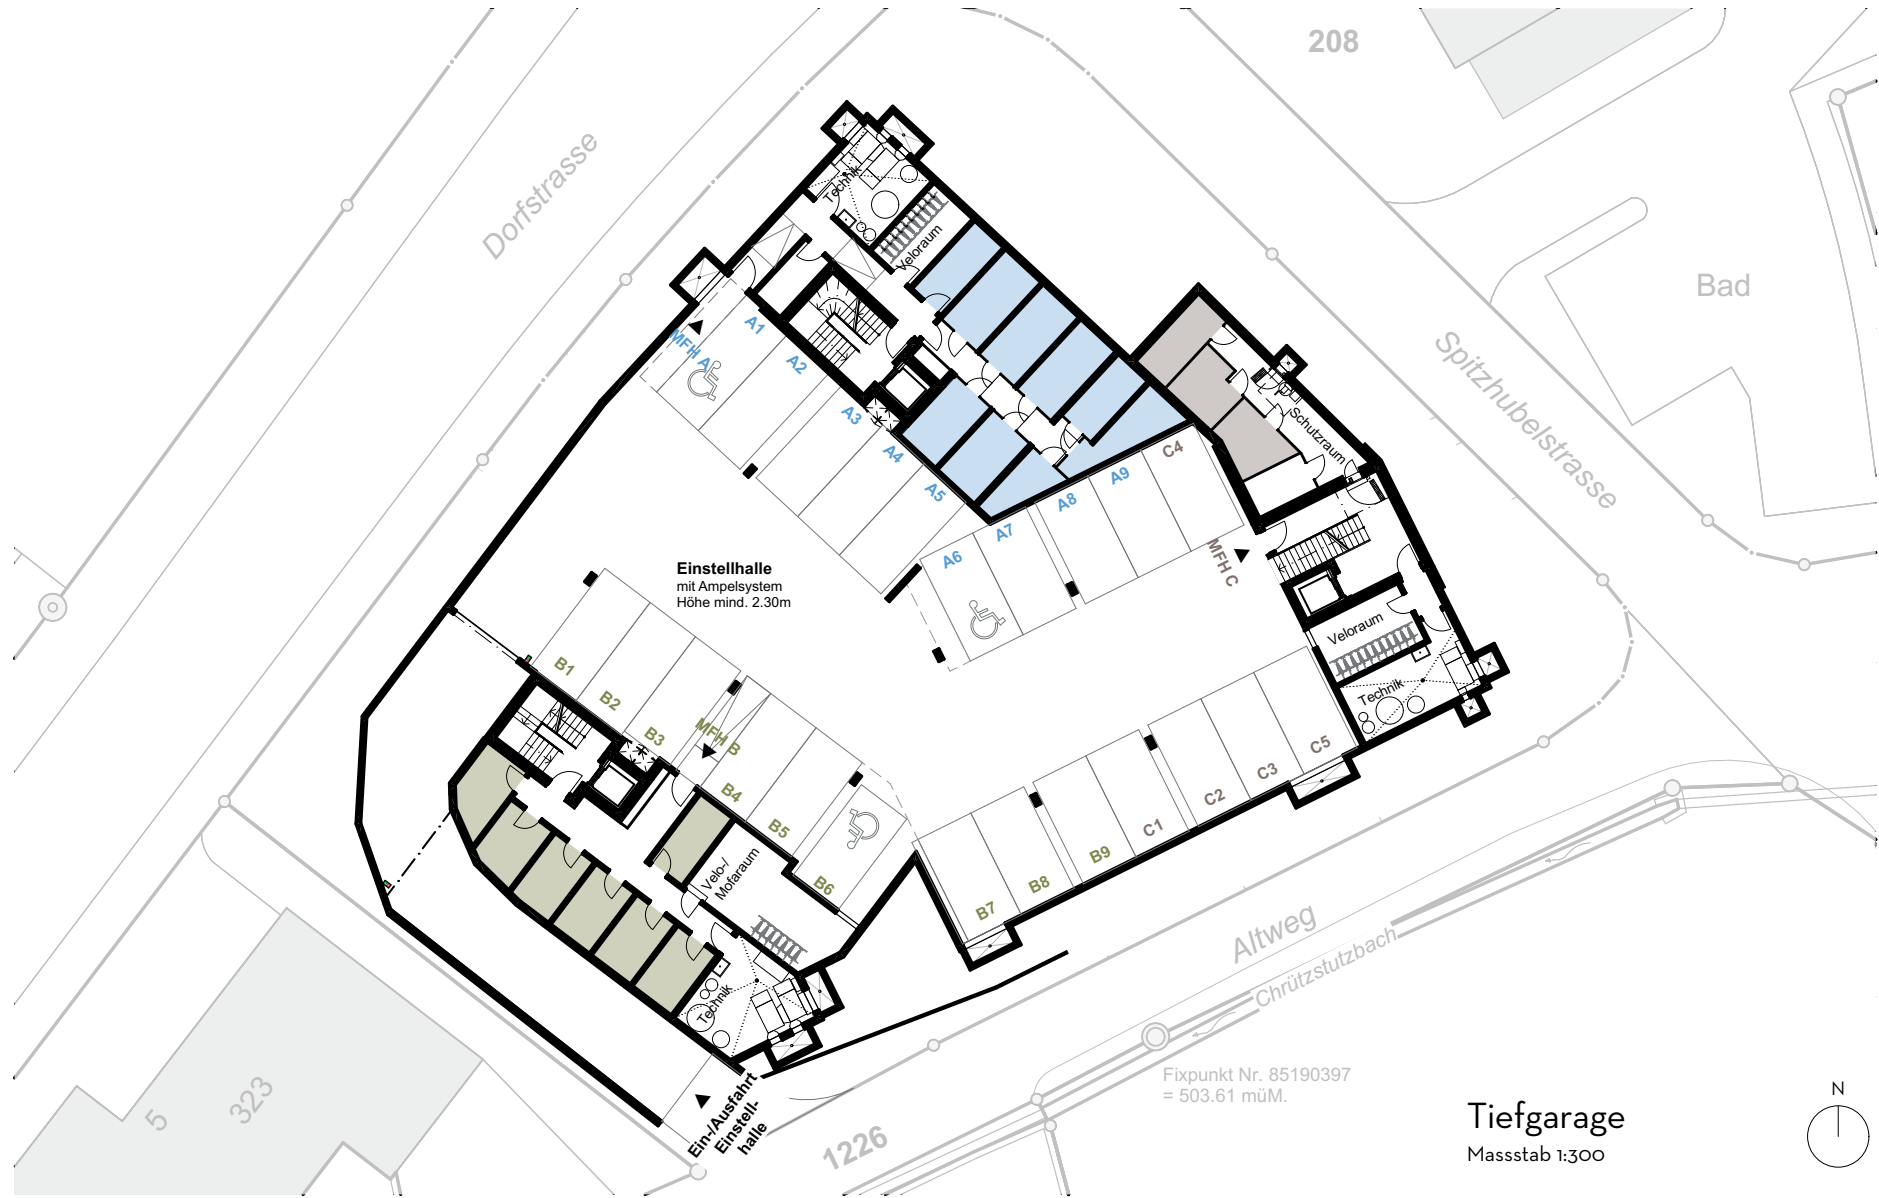 208
Dorfstrasse
Bad
Spitzhubelstrasse
Technik
Veloraum
MFH A
A1
A2
A3
A4
A5
A6
A7
A8
A9
C4
Schutzraum
MFH C
Einstellhalle
mit Ampelsystem
Höhe mind. 2.30m
Veloraum
Technik
B1
B2
B3
MFH B
B4
B5
B6
B7
B8
B9
C1
C2
C3
C5
Velo-/
Mofaraum
Technik
Altweg
Chrützstutzbach
Fixpunkt Nr. 85190397
= 503.61 müM.
5
323
Ein-/Ausfahrt
Einstell-
halle
1226
Tiefgarage
Massstab 1:300
N